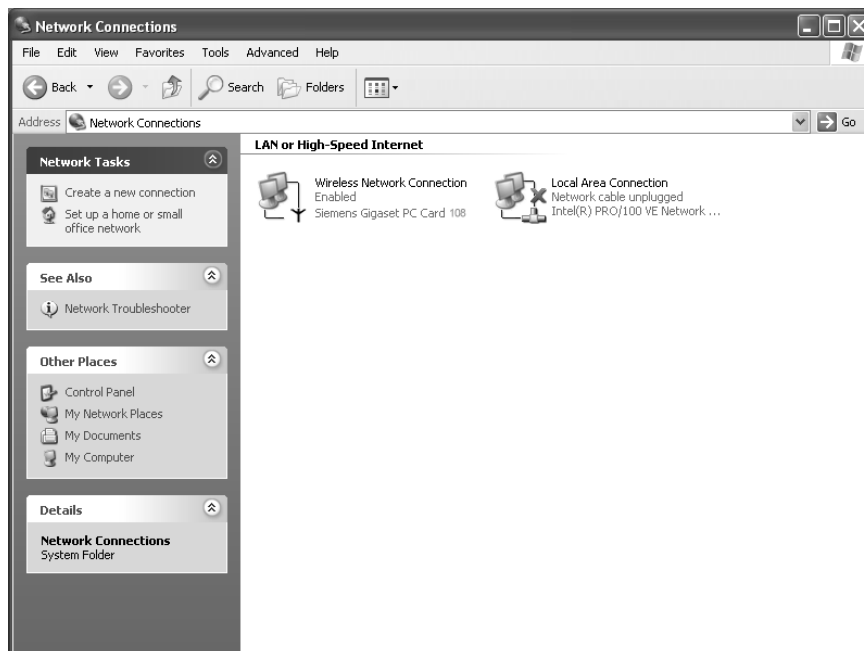 Network Connections
File Edit View Favorites Tools Advanced Help
Back Search Folders
Address Network Connections Go
Network Tasks
Create a new connection
Set up a home or small
office network
See Also
Network Troubleshooter
Other Places
Control Panel
My Network Places
My Documents
My Computer
Details
Network Connections
System Folder
LAN or High-Speed Internet
Wireless Network Connection
Enabled
Siemens Gigaset PC Card 108
Local Area Connection
Network cable unplugged
Intel(R) PRO/100 VE Network ...